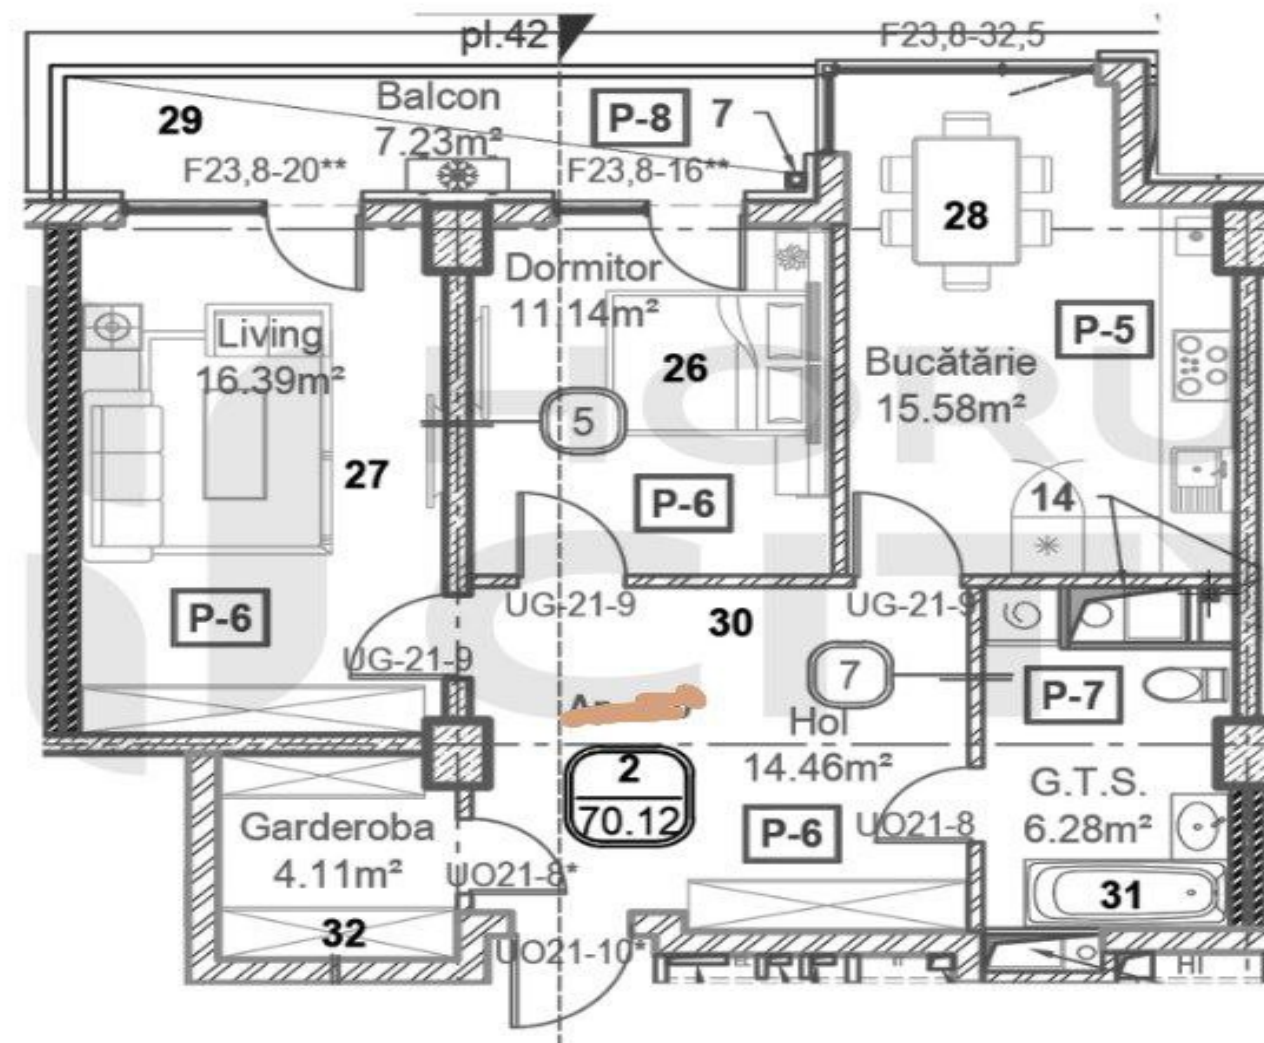 pl.42
F23,8-32,5
Balcon
29
P-8
7
7.23m²
F23,8-20**
F23,8-16**
28
Dormitor
11.14m²
Living
16.39m²
P-5
26
Bucătărie
15.58m²
5
27
P-6
14
P-6
UG-21-9
30
UG-21-9
UG-21-9
7
P-7
Hol
14.46m²
2
70.12
G.T.S.
6.28m²
Garderoba
4.11m²
P-6
UO21-8
UO21-8*
31
32
UO21-10*
HORU
CITY